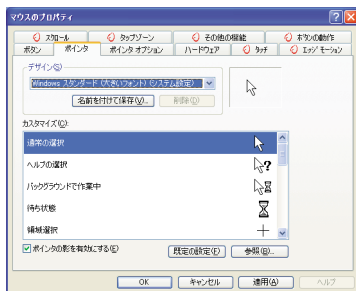 マウスのプロパティ
スクロール タップゾーン その他の機能 ボタンの動作
ボタン ポインタ ポインタ オプション ハードウェア タッチ エッジ モーション
デザイン(S)
Windows スタンダード (大きいフォント) (システム設定)
名前を付けて保存(V)... 削除(D)
カスタマイズ(C):
通常の選択
ヘルプの選択
バックグラウンドで作業中
待ち状態
領域選択
ポインタの影を有効にする(E) 既定の設定(F) 参照(B)...
OK キャンセル 適用(A) ヘルプ